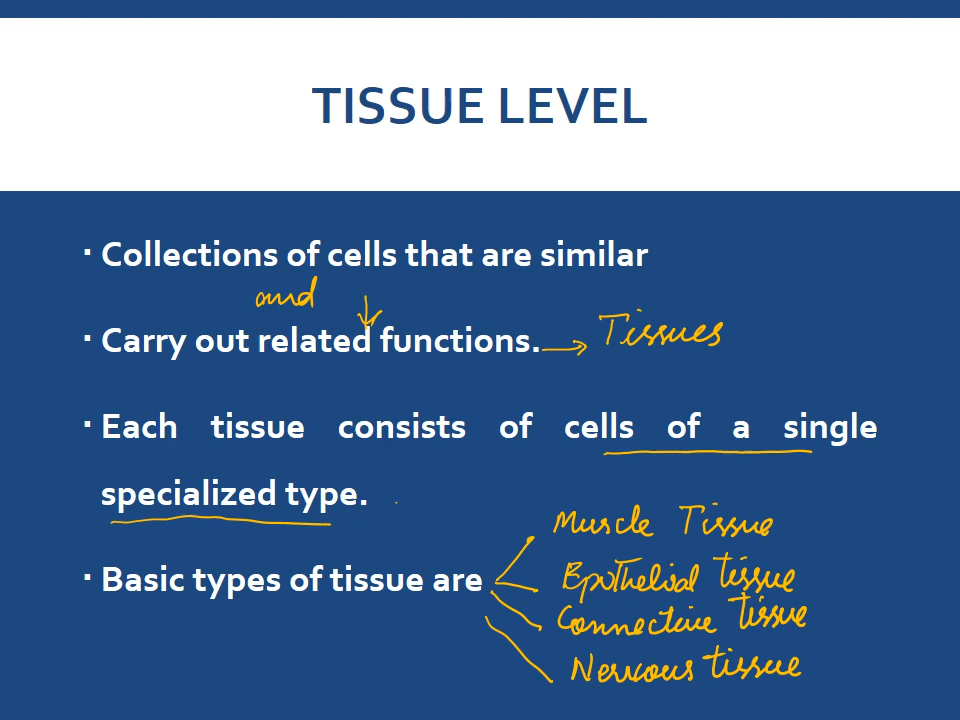 TISSUE LEVEL
▪ Collections of cells that are similar
and
▪ Carry out related functions. → Tissues
▪ Each tissue consists of cells of a single
specialized type.
Muscle Tissue
▪ Basic types of tissue are Epithelial tissue
Connective tissue
Nervous tissue